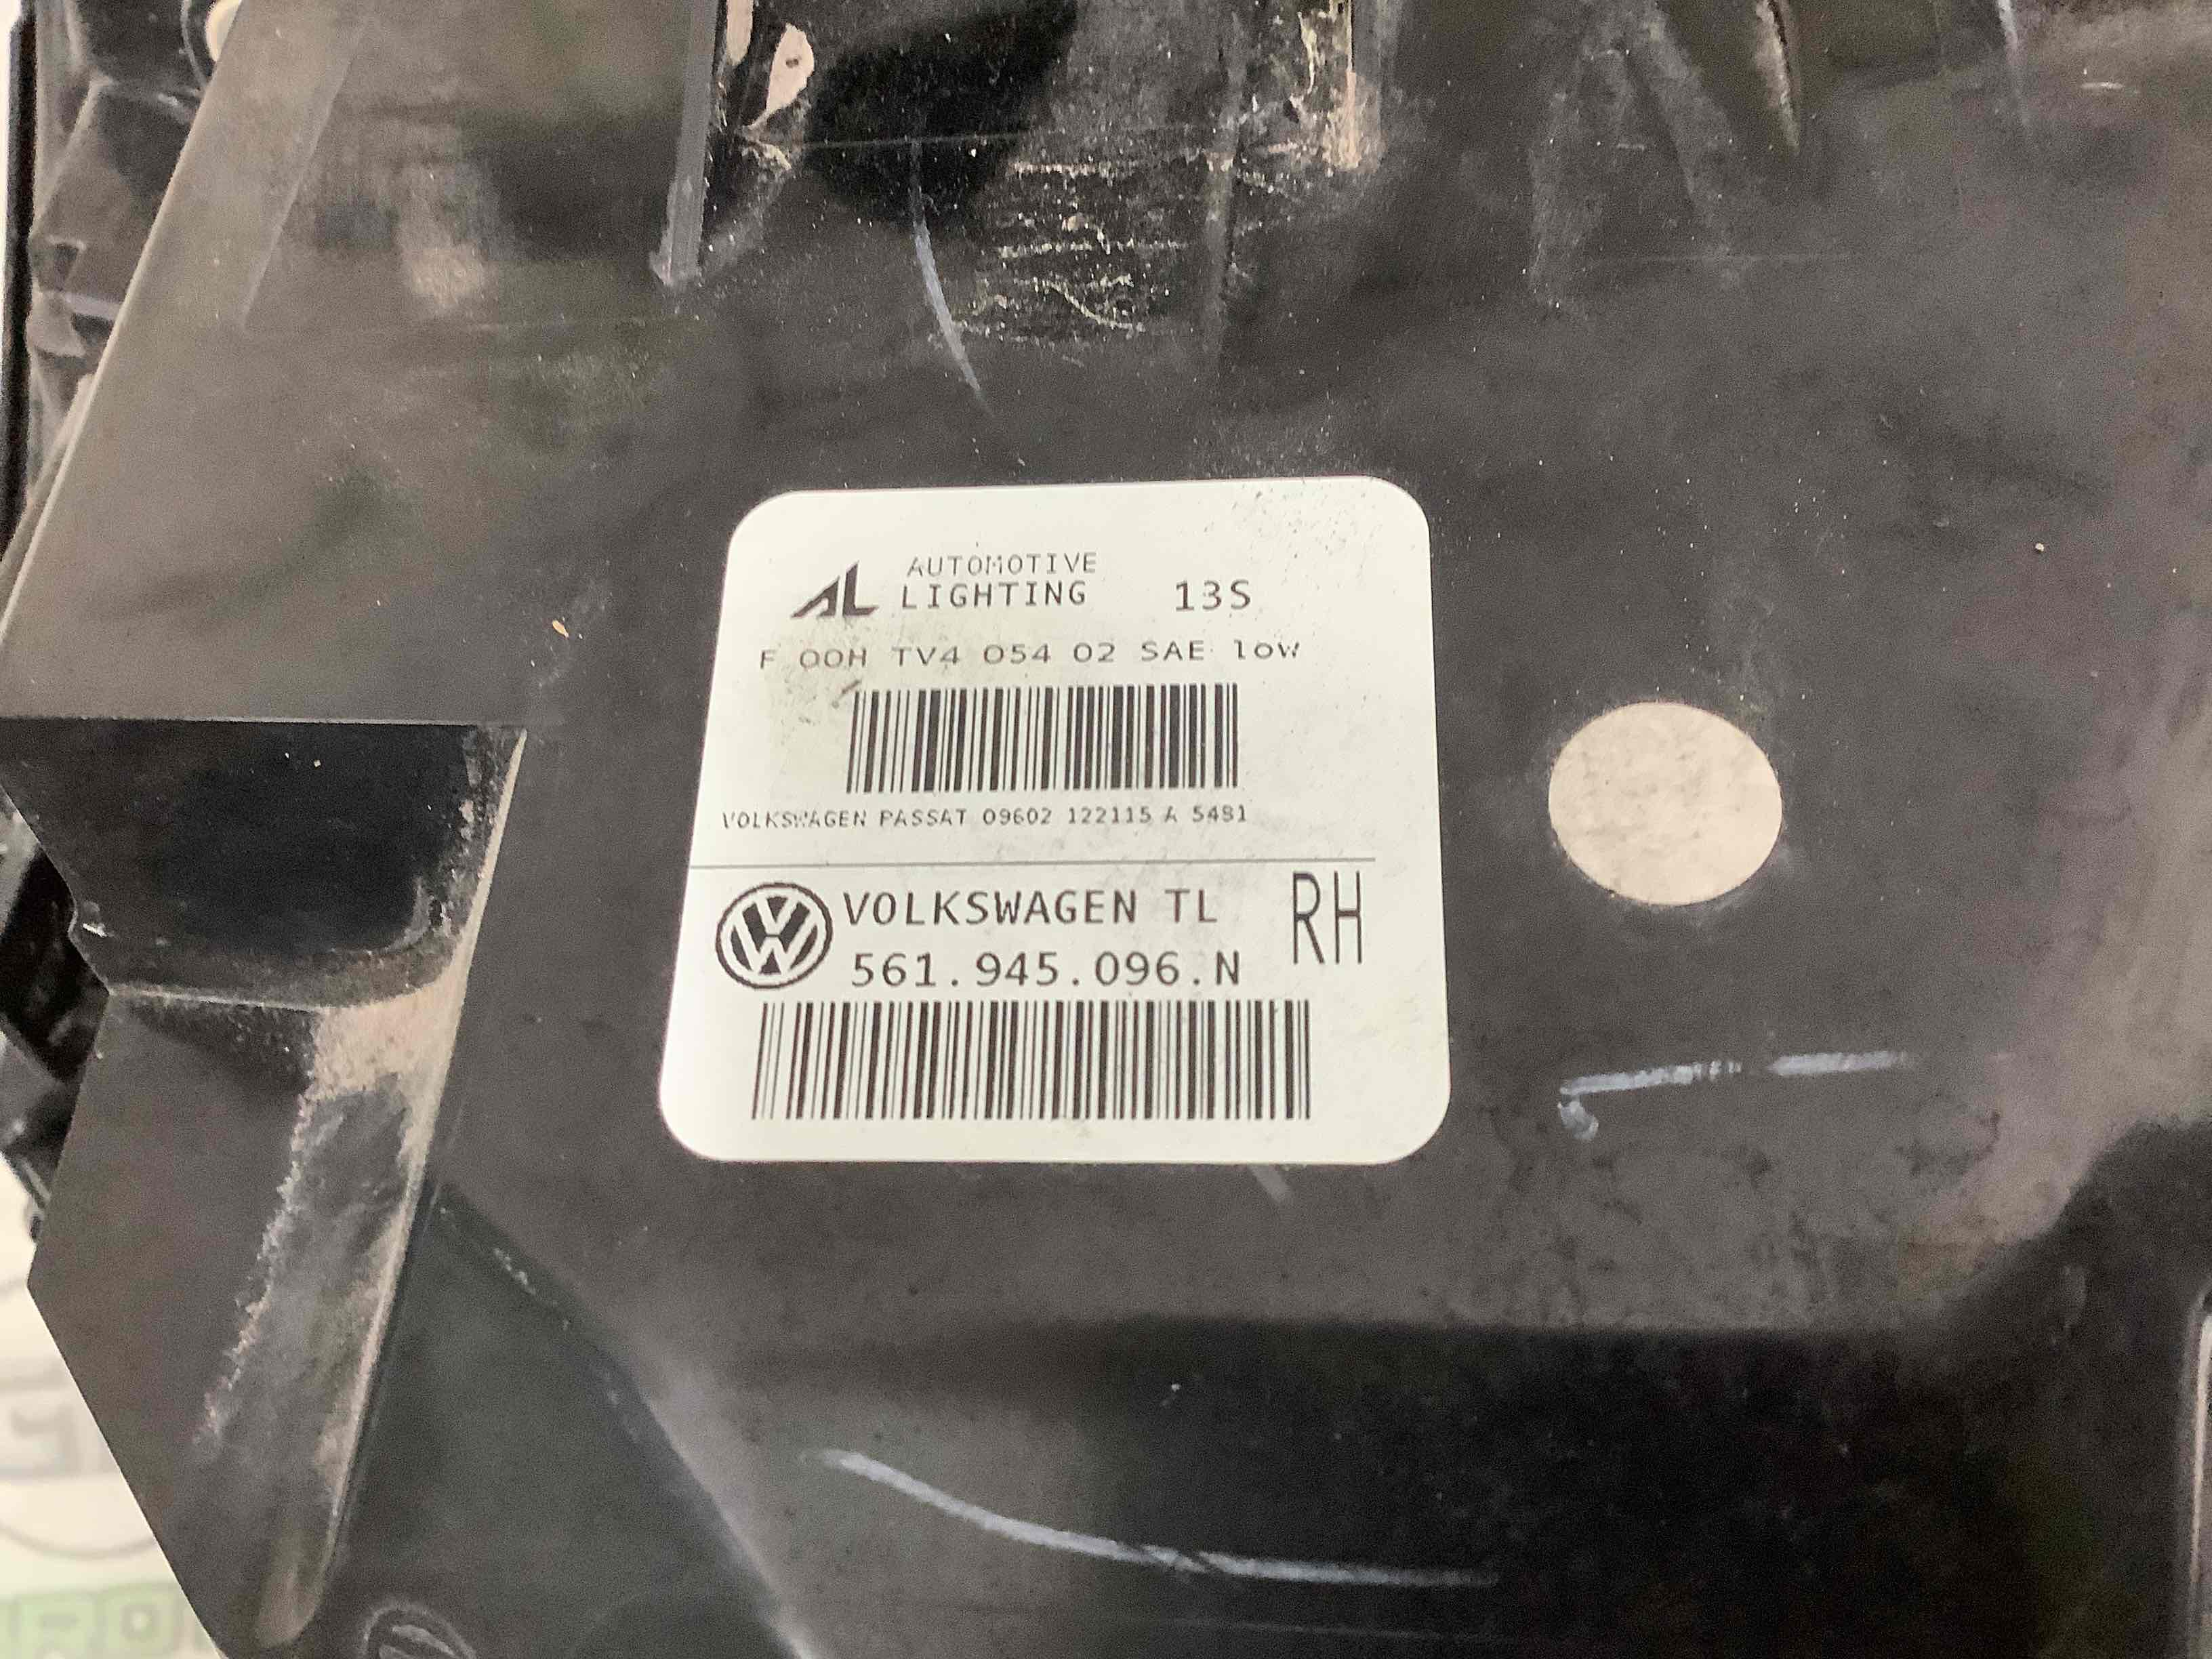 AL AUTOMOTIVE
LIGHTING 13S
F 00H TV4 054 02 SAE low
VOLKSWAGEN PASSAT 09602 122115 A 5481
VOLKSWAGEN TL RH
561.945.096.N